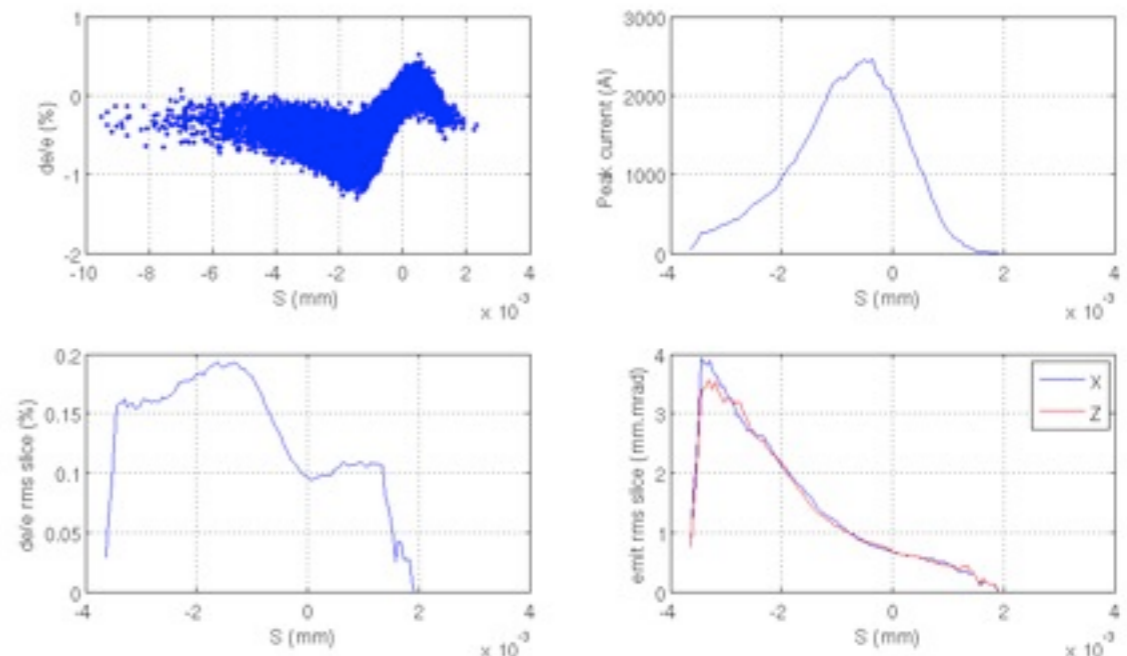 1
0
-1
-2
de/e (%)
-10 -8 -6 -4 -2 0 2 4
S (mm)
x 10⁻³
3000
2000
1000
0
Peak current (A)
-4 -2 0 2 4
S (mm)
x 10⁻³
0.2
0.15
0.1
0.05
0
de/e rms slice (%)
-4 -2 0 2 4
S (mm)
x 10⁻³
4
3
2
1
0
emit rms slice (mm.mrad)
X
Z
-4 -2 0 2 4
S (mm)
x 10⁻³